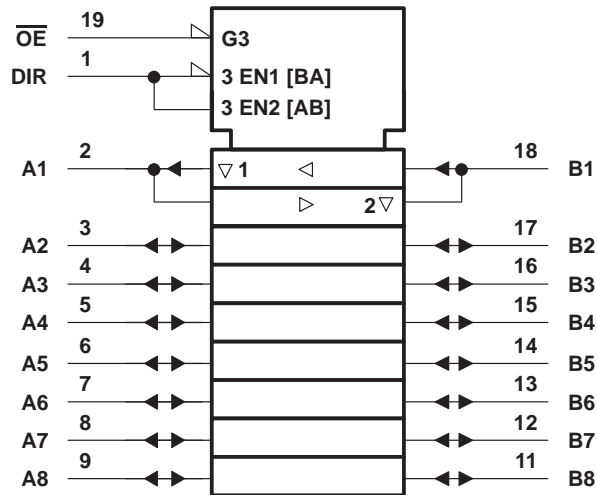 OE 19 G3
DIR 1 3 EN1 [BA]
3 EN2 [AB]
A1 2 1 18 B1
2
A2 3 17 B2
A3 4 16 B3
A4 5 15 B4
A5 6 14 B5
A6 7 13 B6
A7 8 12 B7
A8 9 11 B8